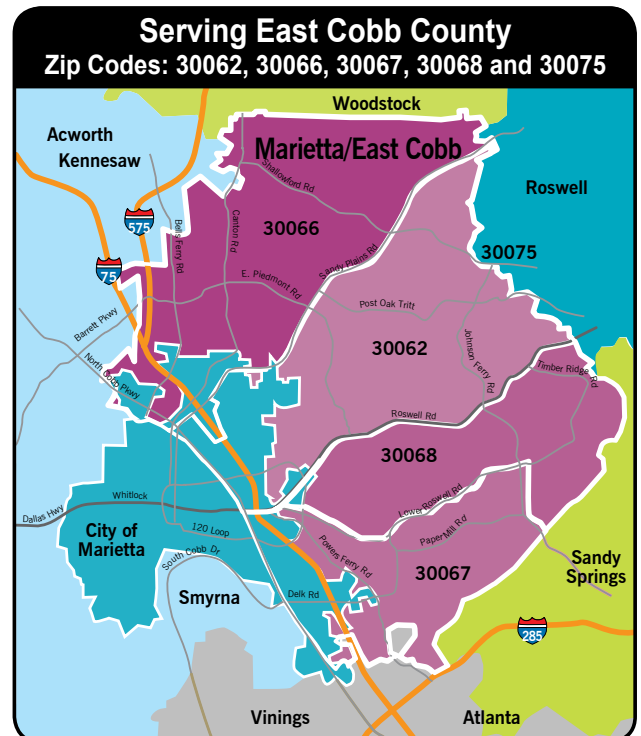 Serving East Cobb County
Zip Codes: 30062, 30066, 30067, 30068 and 30075
Woodstock
Acworth
Kennesaw
Marietta/East Cobb
Roswell
Shallowford Rd
Bells Ferry Rd
Canton Rd
30066
575
75
Sandy Plains Rd
30075
E. Piedmont Rd
Post Oak Tritt
Barrett Pkwy
North Cobb Pkwy
30062
Johnson Ferry Rd
Timber Ridge Rd
Roswell Rd
30068
Whitlock
Dallas Hwy
Lower Roswell Rd
City of
Marietta
120 Loop
Powers Ferry Rd
Paper Mill Rd
South Cobb Dr
30067
Sandy
Springs
Smyrna
Delk Rd
285
Vinings
Atlanta